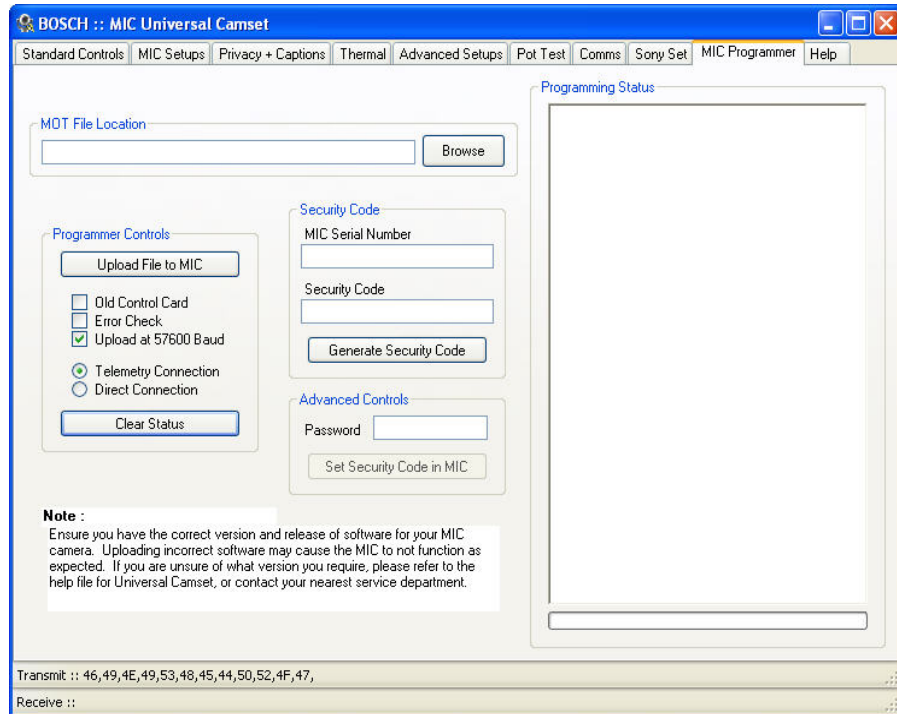 BOSCH :: MIC Universal Camset
Standard Controls MIC Setups Privacy + Captions Thermal Advanced Setups Pot Test Comms Sony Set MIC Programmer Help
MOT File Location
Browse
Programmer Controls
Upload File to MIC
Old Control Card
Error Check
Upload at 57600 Baud
Telemetry Connection
Direct Connection
Clear Status
Security Code
MIC Serial Number
Security Code
Generate Security Code
Advanced Controls
Password
Set Security Code in MIC
Note :
Ensure you have the correct version and release of software for your MIC
camera. Uploading incorrect software may cause the MIC to not function as
expected. If you are unsure of what version you require, please refer to the
help file for Universal Camset, or contact your nearest service department.
Programming Status
Transmit :: 46,49,4E,49,53,48,45,44,50,52,4F,47,
Receive ::